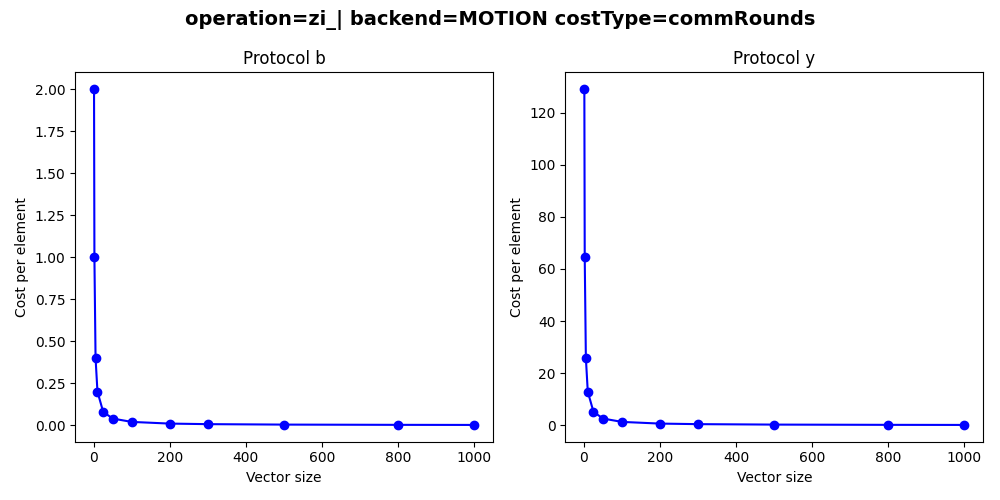 operation=zi_| backend=MOTION costType=commRounds
Protocol b
Cost per element
2.00
1.75
1.50
1.25
1.00
0.75
0.50
0.25
0.00
0 200 400 600 800 1000
Vector size
Protocol y
Cost per element
120
100
80
60
40
20
0
0 200 400 600 800 1000
Vector size